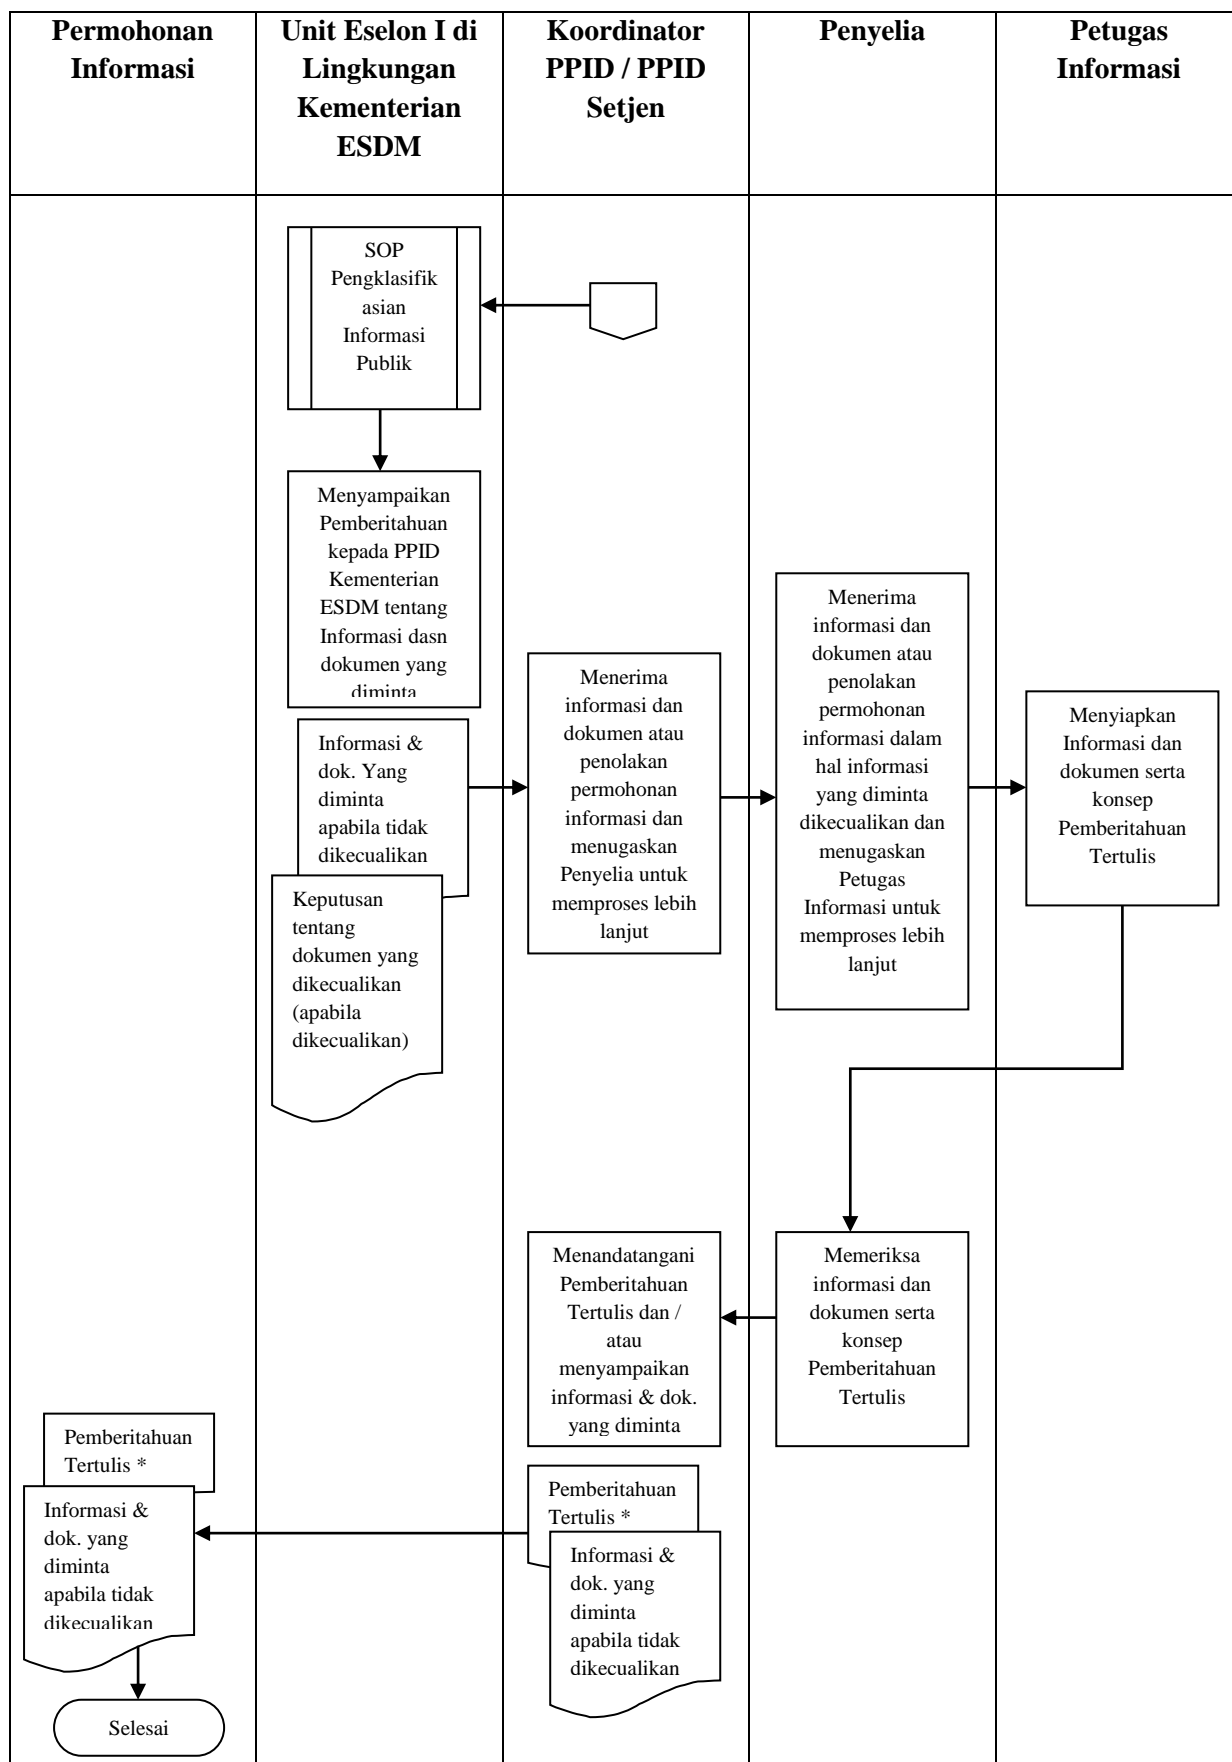 Permohonan
Informasi
Unit Eselon I di
Lingkungan
Kementerian
ESDM
Koordinator
PPID / PPID
Setjen
Penyelia
Petugas
Informasi
SOP
Pengklasifik
asian
Informasi
Publik
Menyampaikan
Pemberitahuan
kepada PPID
Kementerian
ESDM tentang
Informasi dasn
dokumen yang
diminta
Informasi &
dok. Yang
diminta
apabila tidak
dikecualikan
Keputusan
tentang
dokumen yang
dikecualikan
(apabila
dikecualikan)
Menerima
informasi dan
dokumen atau
penolakan
permohonan
informasi dan
menugaskan
Penyelia untuk
memproses lebih
lanjut
Menerima
informasi dan
dokumen atau
penolakan
permohonan
informasi dalam
hal informasi
yang diminta
dikecualikan dan
menugaskan
Petugas
Informasi untuk
memproses lebih
lanjut
Menyiapkan
Informasi dan
dokumen serta
konsep
Pemberitahuan
Tertulis
Memeriksa
informasi dan
dokumen serta
konsep
Pemberitahuan
Tertulis
Menandatangani
Pemberitahuan
Tertulis dan /
atau
menyampaikan
informasi & dok.
yang diminta
Pemberitahuan
Tertulis *
Informasi &
dok. yang
diminta
apabila tidak
dikecualikan
Pemberitahuan
Tertulis *
Informasi &
dok. yang
diminta
apabila tidak
dikecualikan
Selesai